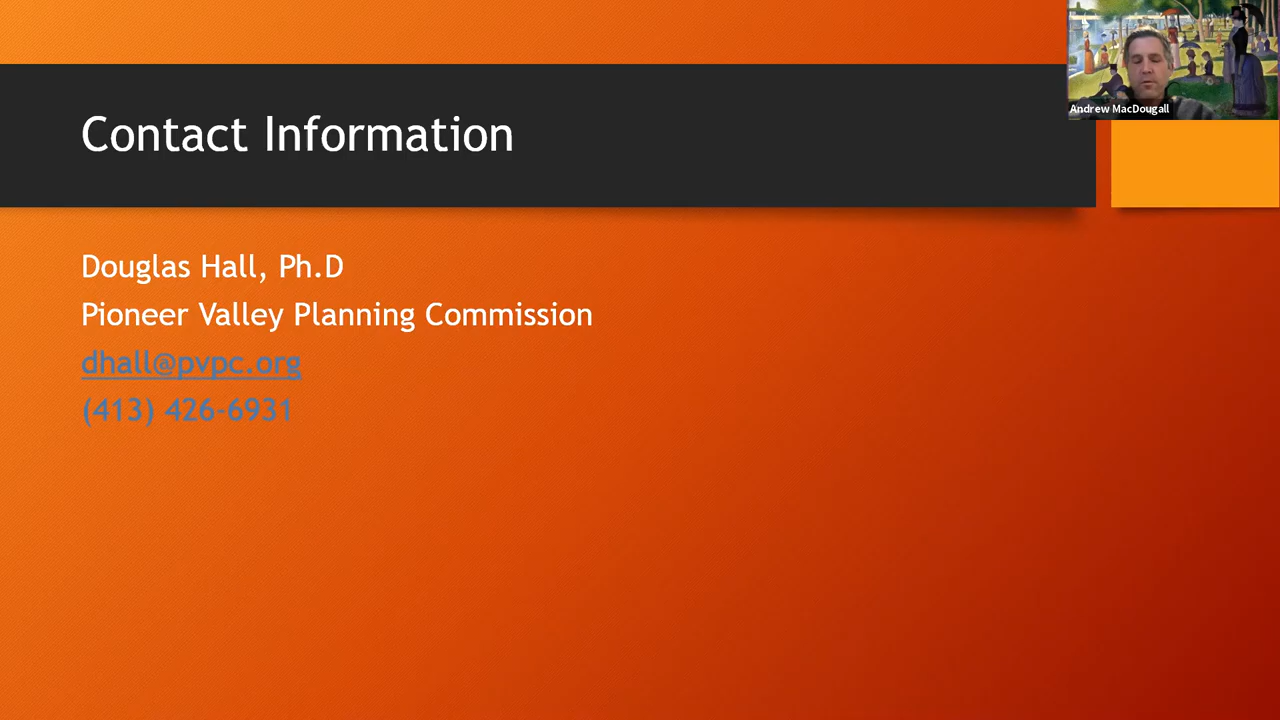 Contact Information
Andrew MacDougall
Douglas Hall, Ph.D
Pioneer Valley Planning Commission
dhall@pvpc.org
(413) 426-6931